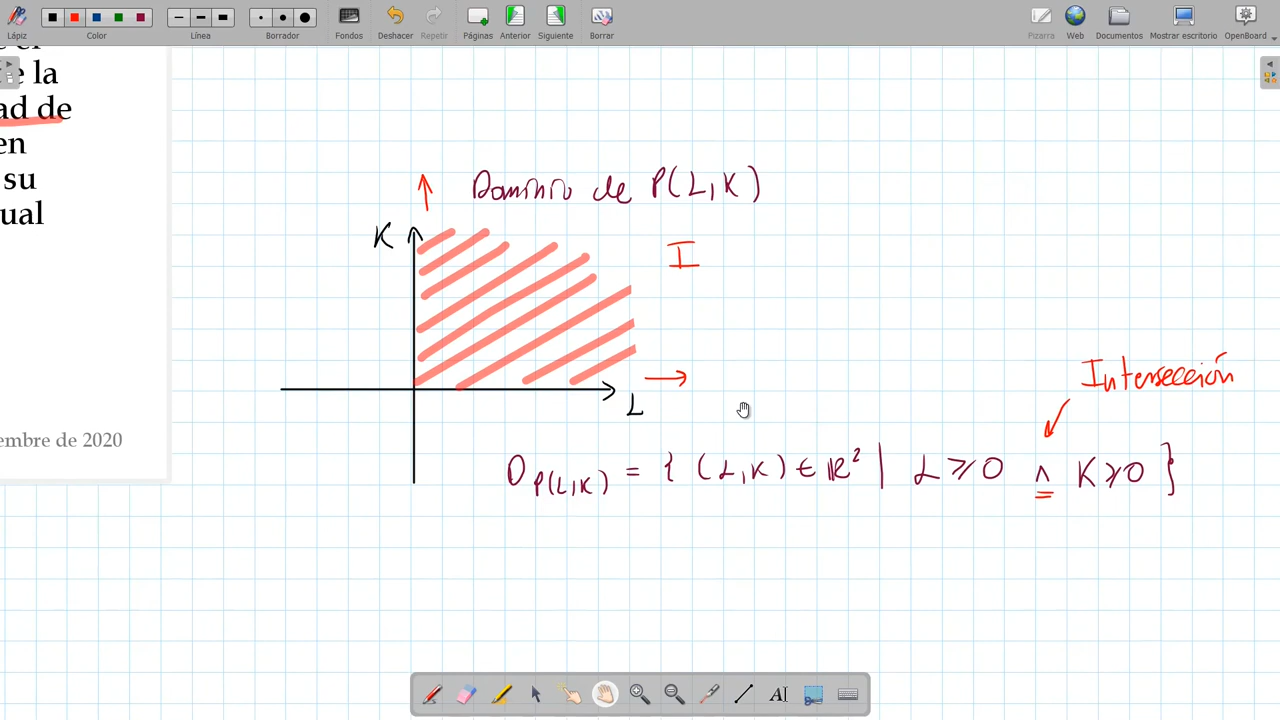 Lápiz
Color
Línea
Borrador
Fondos
Deshacer
Repetir
Páginas
Anterior
Siguiente
Borrar
Pizarra
Web
Documentos
Mostrar escritorio
OpenBoard
e la
ad de
en
su
ual
embre de 2020
Dominio de P(L,K)
K
I
L
Intersección
D P(L,K) = { (L,K) ∈ ℝ² | L ≥ 0 ∧ K ≥ 0 }
AI